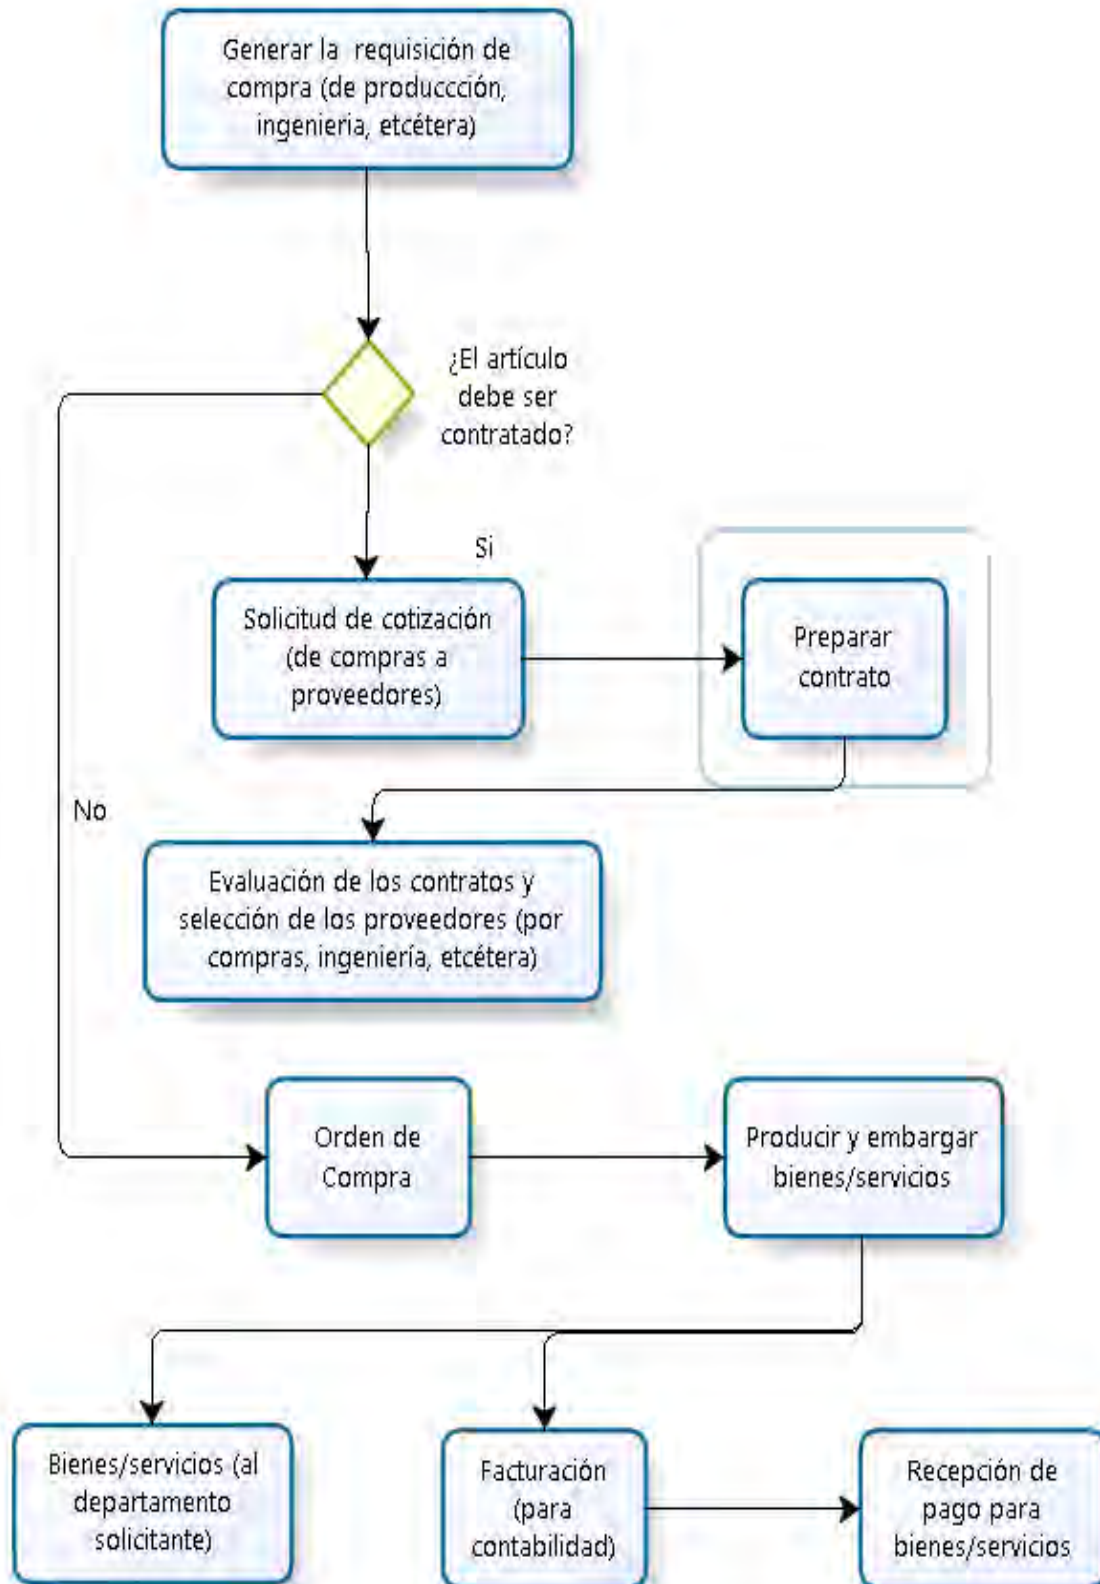 Generar la requisición de
compra (de produccción,
ingenieria, etcétera)
¿El artículo
debe ser
contratado?
Si
Solicitud de cotización
(de compras a
proveedores)
Preparar
contrato
No
Evaluación de los contratos y
selección de los proveedores (por
compras, ingeniería, etcétera)
Orden de
Compra
Producir y embargar
bienes/servicios
Bienes/servicios (al
departamento
solicitante)
Facturación
(para
contabilidad)
Recepción de
pago para
bienes/servicios